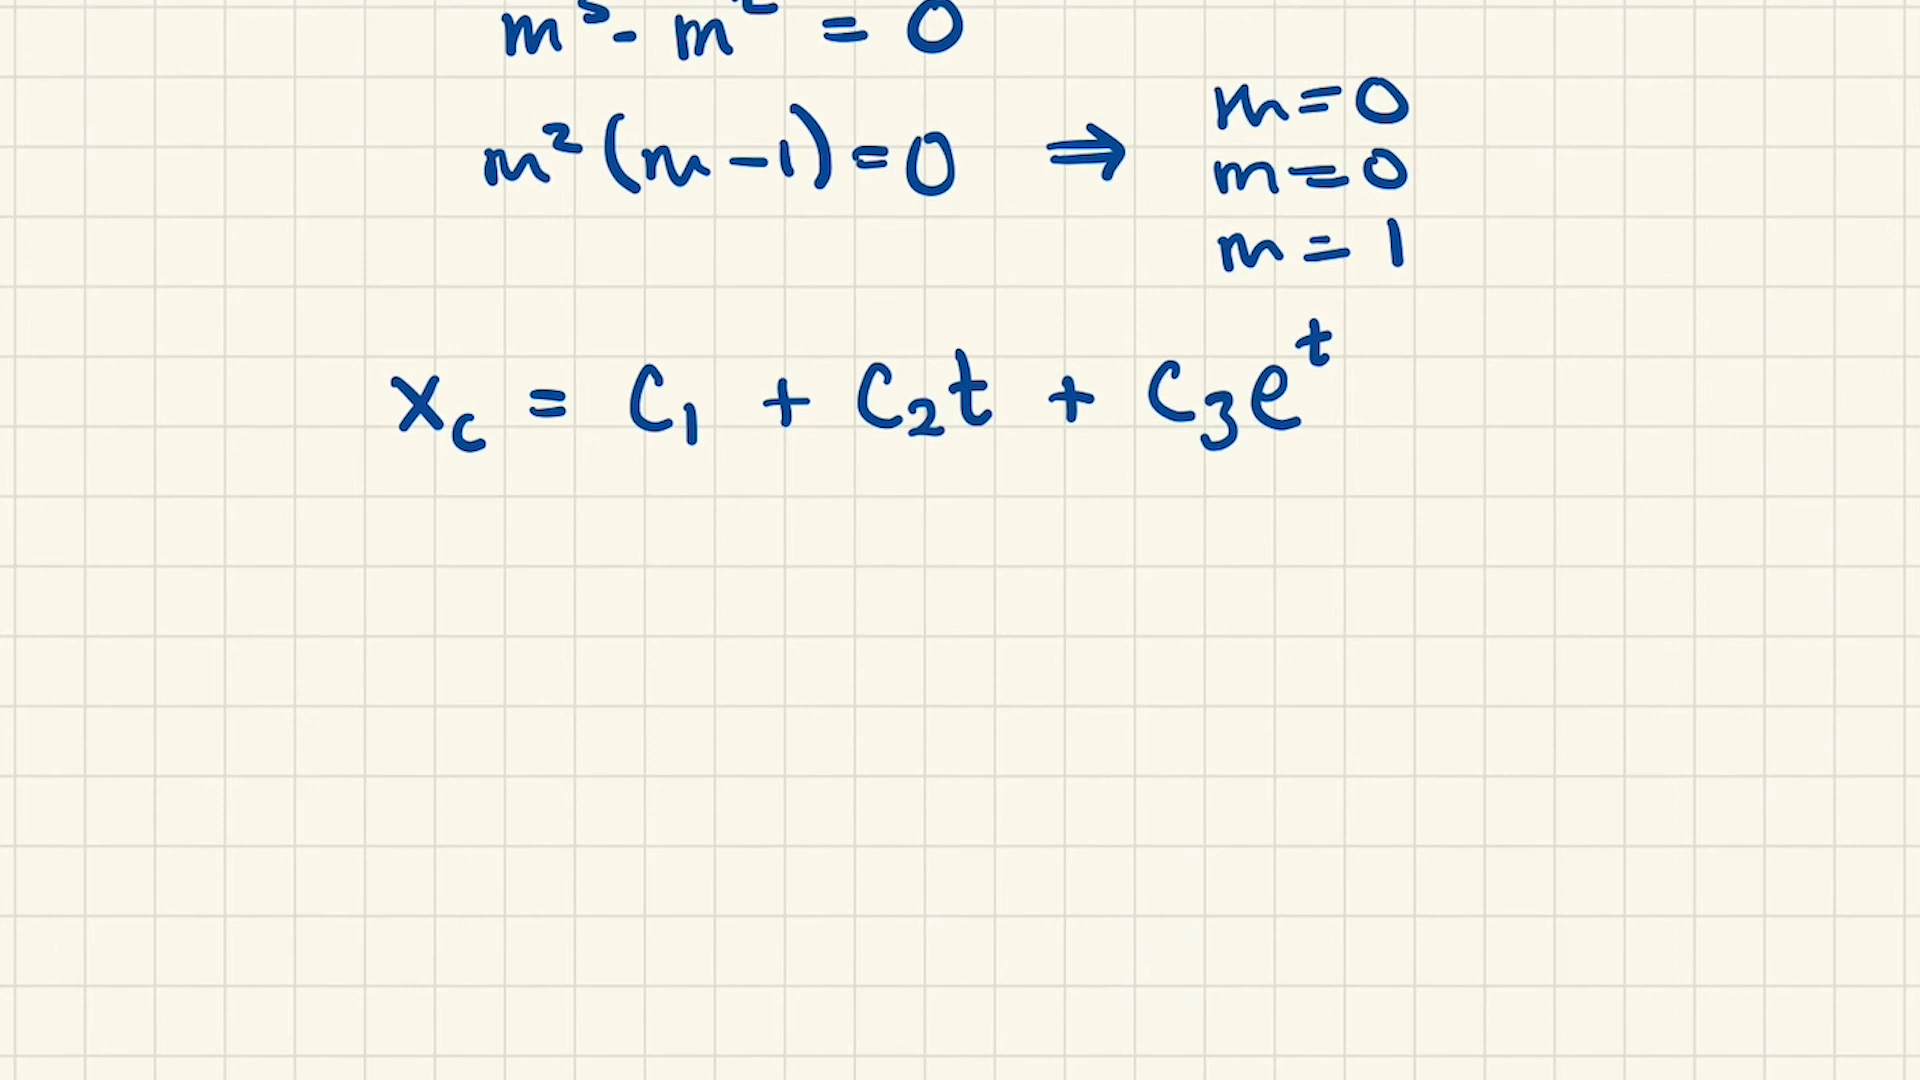 m³ - m² = 0
m² (m - 1) = 0 ⇒ m = 0
m = 0
m = 1
x_c = C₁ + C₂t + C₃e^t